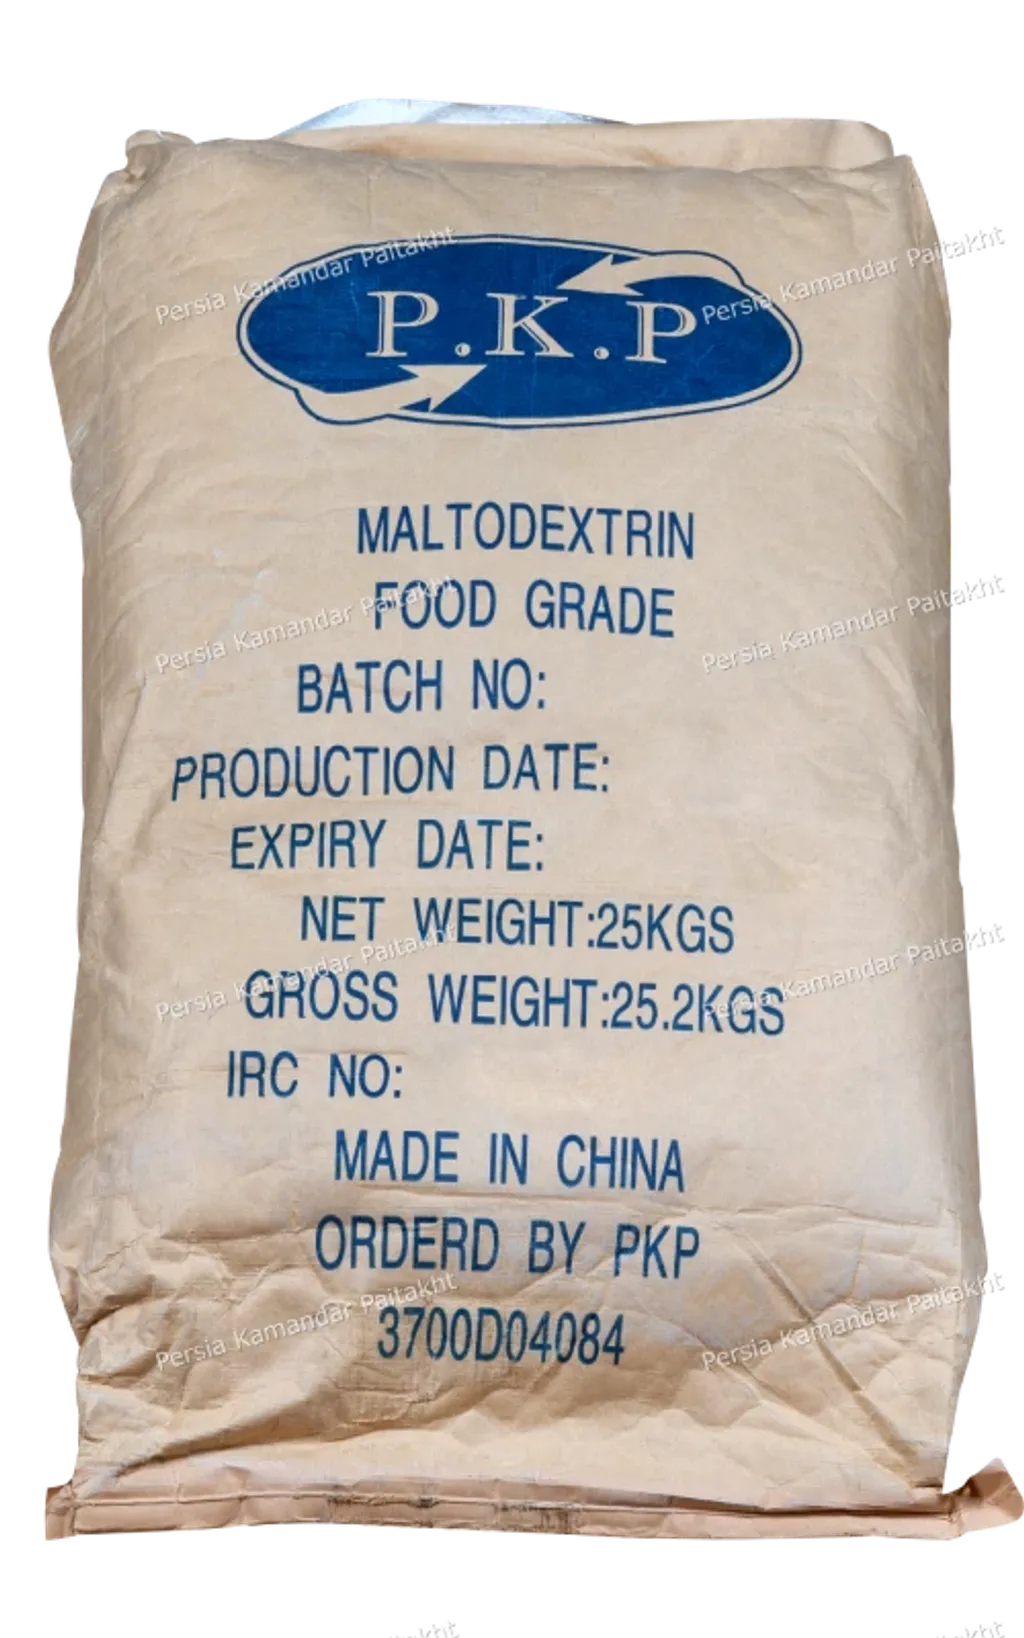 P.K.P
MALTODEXTRIN
FOOD GRADE
BATCH NO:
PRODUCTION DATE:
EXPIRY DATE:
NET WEIGHT:25KGS
GROSS WEIGHT:25.2KGS
IRC NO:
MADE IN CHINA
ORDERD BY PKP
3700D04084
Persia Kamandar Paitakht
Persia Kamandar Paitakht
Persia Kamandar Paitakht
Persia Kamandar Paitakht
Persia Kamandar Paitakht
Persia Kamandar Paitakht
Persia Kamandar Paitakht
Persia Kamandar Paitakht